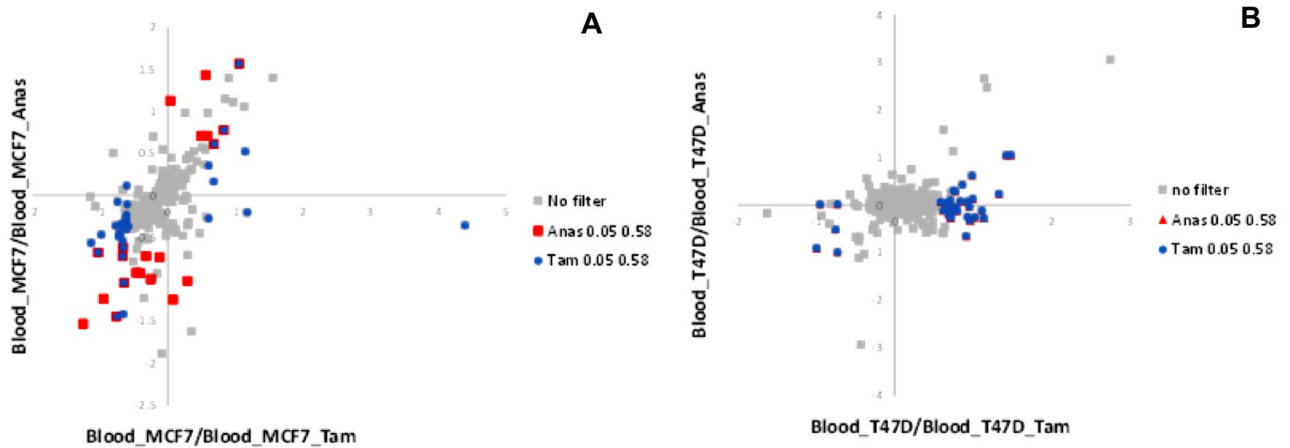 A
B
Blood_MCF7/Blood_MCF7_Anas
2
1.5
1
0.5
0
-0.5
-1.5
-2
-2.5
-2
-1
0
1
2
3
4
5
No filter
Anas 0.05 0.58
Tam 0.05 0.58
Blood_MCF7/Blood_MCF7_Tam
Blood_T47D/Blood_T47D_Anas
4
3
2
1
0
-1
-2
-3
-4
-2
2
3
no filter
Anas 0.05 0.58
Tam 0.05 0.58
Blood_T47D/Blood_T47D_Tam